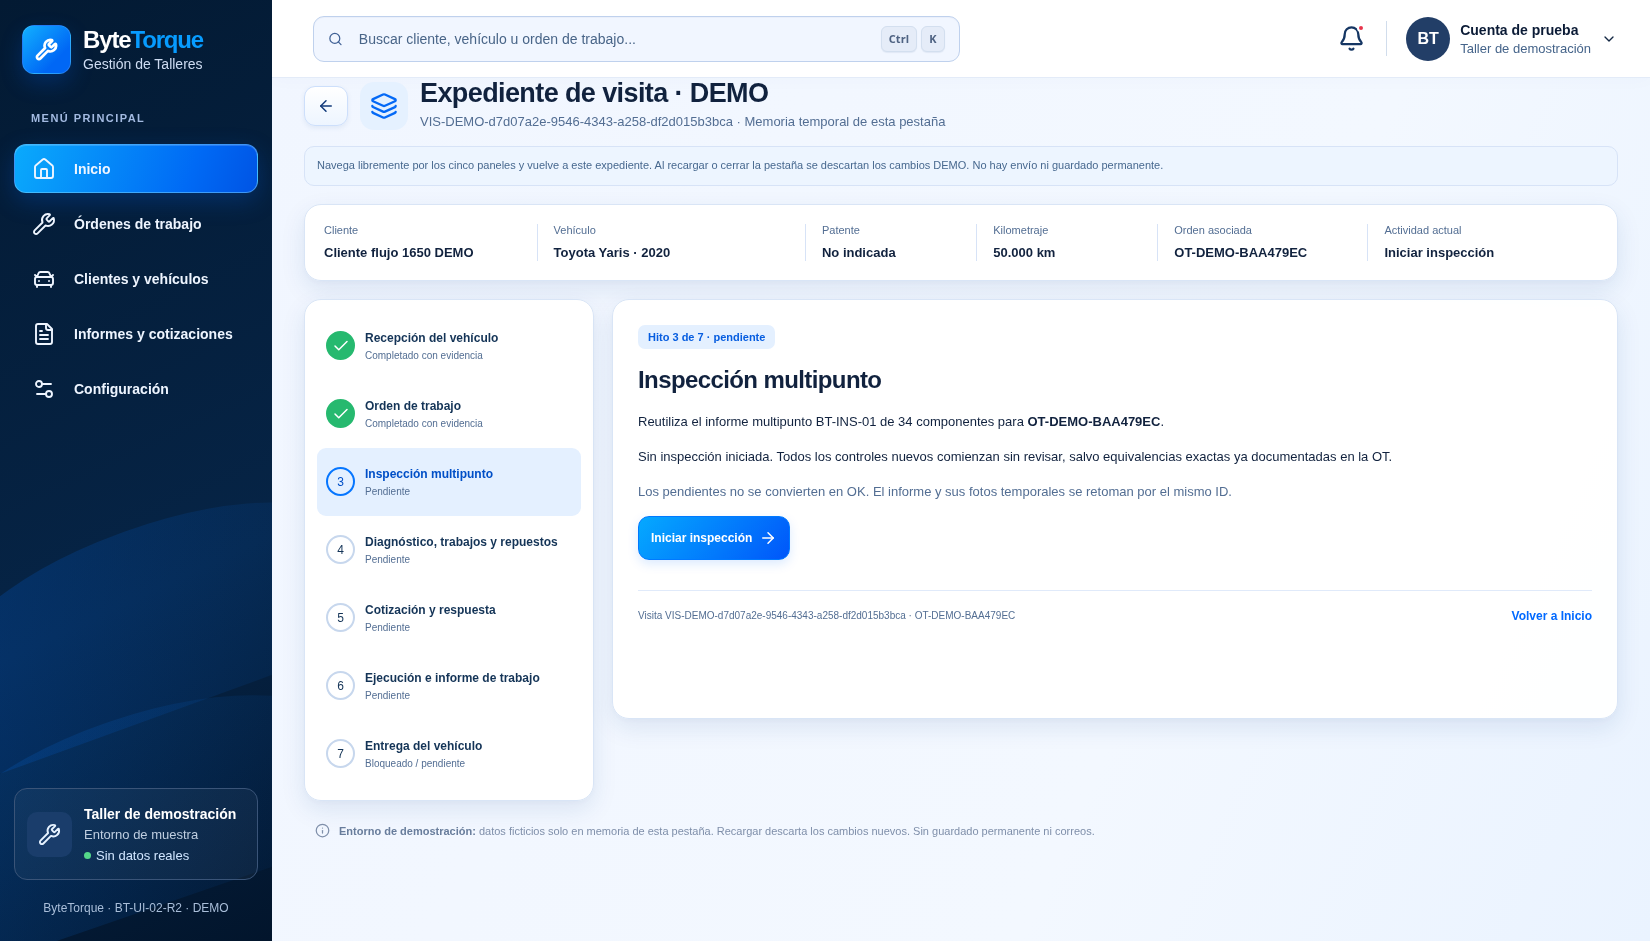 ByteTorque
Gestión de Talleres
MENÚ PRINCIPAL
Inicio
Órdenes de trabajo
Clientes y vehículos
Informes y cotizaciones
Configuración
Taller de demostración
Entorno de muestra
Sin datos reales
ByteTorque · BT-UI-02-R2 · DEMO
Buscar cliente, vehículo u orden de trabajo...
Ctrl K
BT
Cuenta de prueba
Taller de demostración
Expediente de visita · DEMO
VIS-DEMO-d7d07a2e-9546-4343-a258-df2d015b3bca · Memoria temporal de esta pestaña
Navega libremente por los cinco paneles y vuelve a este expediente. Al recargar o cerrar la pestaña se descartan los cambios DEMO. No hay envío ni guardado permanente.
Cliente
Cliente flujo 1650 DEMO
Vehículo
Toyota Yaris · 2020
Patente
No indicada
Kilometraje
50.000 km
Orden asociada
OT-DEMO-BAA479EC
Actividad actual
Iniciar inspección
Recepción del vehículo
Completado con evidencia
Orden de trabajo
Completado con evidencia
3
Inspección multipunto
Pendiente
4
Diagnóstico, trabajos y repuestos
Pendiente
5
Cotización y respuesta
Pendiente
6
Ejecución e informe de trabajo
Pendiente
7
Entrega del vehículo
Bloqueado / pendiente
Hito 3 de 7 · pendiente
Inspección multipunto
Reutiliza el informe multipunto BT-INS-01 de 34 componentes para OT-DEMO-BAA479EC.
Sin inspección iniciada. Todos los controles nuevos comienzan sin revisar, salvo equivalencias exactas ya documentadas en la OT.
Los pendientes no se convierten en OK. El informe y sus fotos temporales se retoman por el mismo ID.
Iniciar inspección
Visita VIS-DEMO-d7d07a2e-9546-4343-a258-df2d015b3bca · OT-DEMO-BAA479EC
Volver a Inicio
Entorno de demostración: datos ficticios solo en memoria de esta pestaña. Recargar descarta los cambios nuevos. Sin guardado permanente ni correos.